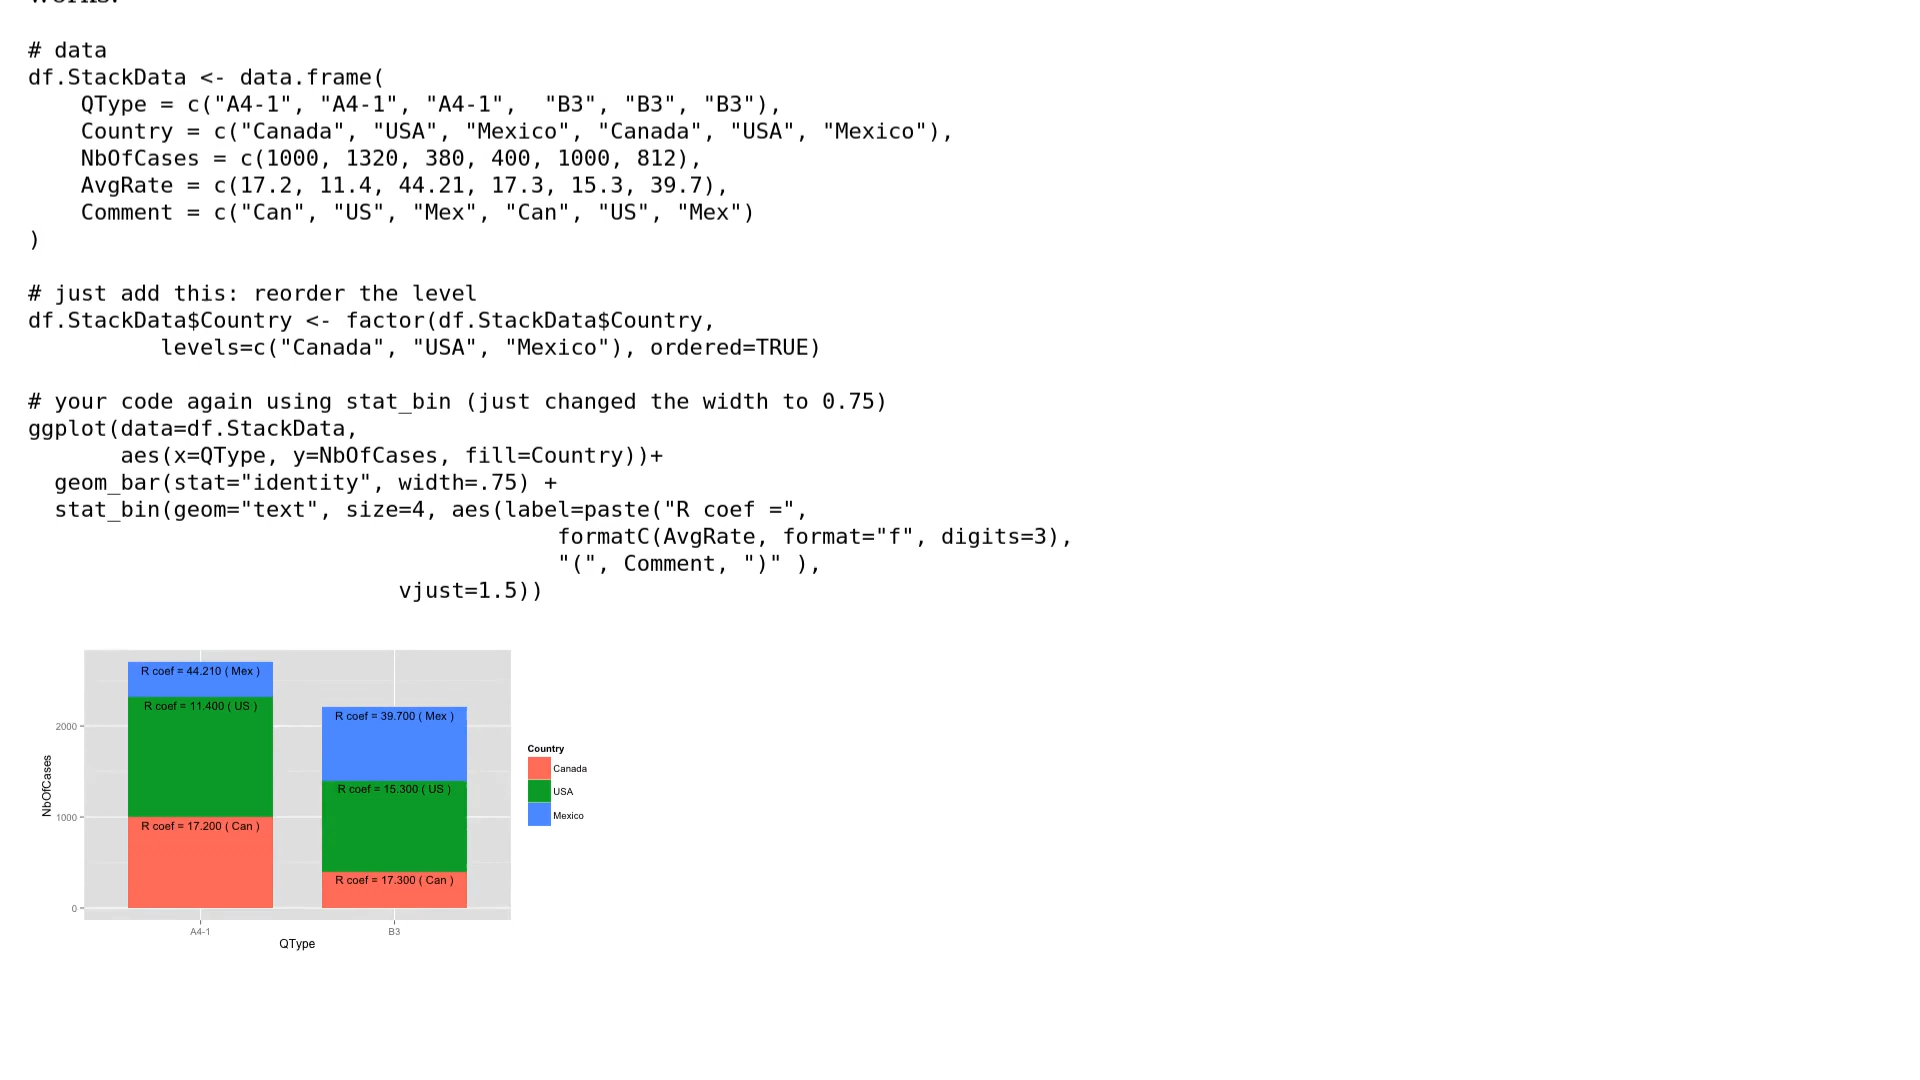 works:
# data
df.StackData <- data.frame(
    QType = c("A4-1", "A4-1", "A4-1",  "B3", "B3", "B3"),
    Country = c("Canada", "USA", "Mexico", "Canada", "USA", "Mexico"),
    NbOfCases = c(1000, 1320, 380, 400, 1000, 812),
    AvgRate = c(17.2, 11.4, 44.21, 17.3, 15.3, 39.7),
    Comment = c("Can", "US", "Mex", "Can", "US", "Mex")
)
# just add this: reorder the level
df.StackData$Country <- factor(df.StackData$Country,
          levels=c("Canada", "USA", "Mexico"), ordered=TRUE)
# your code again using stat_bin (just changed the width to 0.75)
ggplot(data=df.StackData,
       aes(x=QType, y=NbOfCases, fill=Country))+
  geom_bar(stat="identity", width=.75) +
  stat_bin(geom="text", size=4, aes(label=paste("R coef =",
                                        formatC(AvgRate, format="f", digits=3),
                                        "(", Comment, ")" ),
                            vjust=1.5))
R coef = 44.210 ( Mex )
R coef = 11.400 ( US )
R coef = 17.200 ( Can )
R coef = 39.700 ( Mex )
R coef = 15.300 ( US )
R coef = 17.300 ( Can )
2000
1000
0
NbOfCases
A4-1
B3
QType
Country
Canada
USA
Mexico